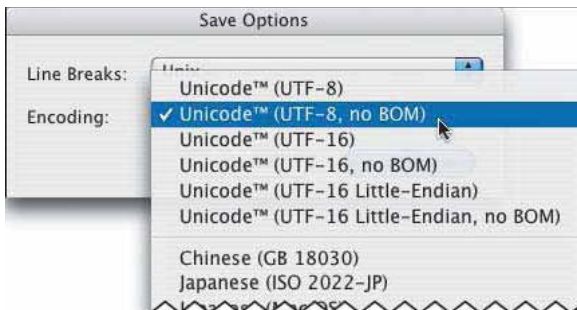 Save Options
Line Breaks:
Encoding:
Unicode™ (UTF-8)
✓ Unicode™ (UTF-8, no BOM)
Unicode™ (UTF-16)
Unicode™ (UTF-16, no BOM)
Unicode™ (UTF-16 Little-Endian)
Unicode™ (UTF-16 Little-Endian, no BOM)
Chinese (GB 18030)
Japanese (ISO 2022-JP)